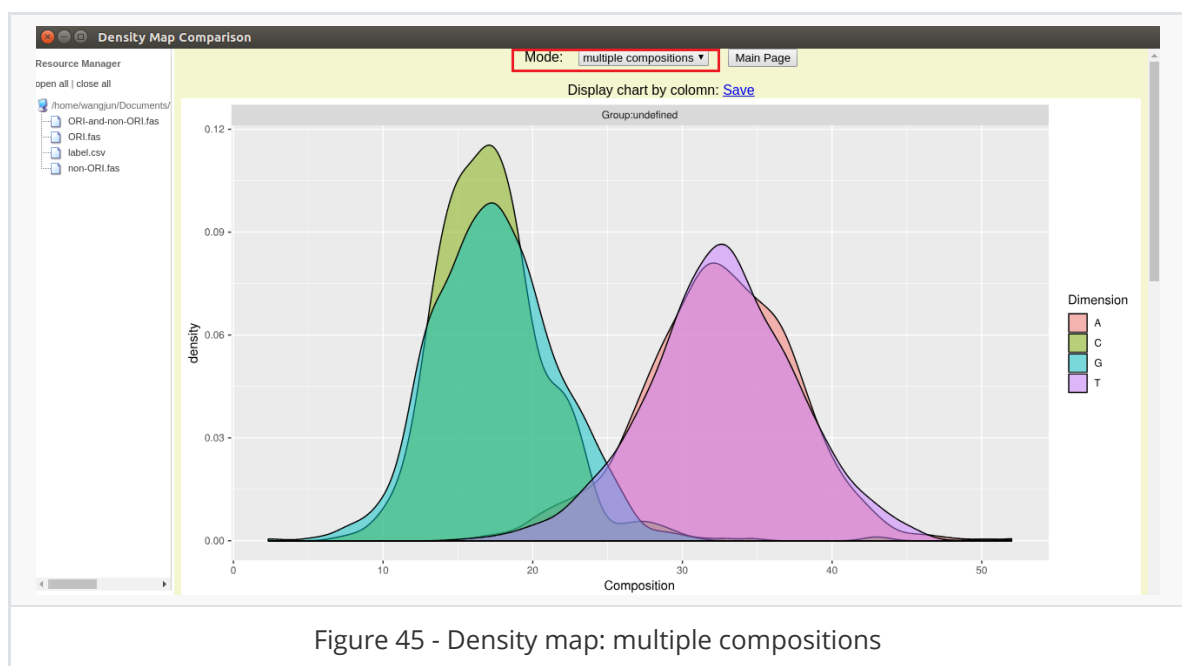 Density Map Comparison
Resource Manager
open all | close all
/home/wangjun/Documents/
ORI-and-non-ORI.fas
ORI.fas
label.csv
non-ORI.fas
Mode: multiple compositions Main Page
Display chart by colomn: Save
Group:undefined
0.12
0.09
0.06
0.03
0.00
density
0 10 20 30 40 50
Composition
Dimension
A
C
G
T
Figure 45 - Density map: multiple compositions